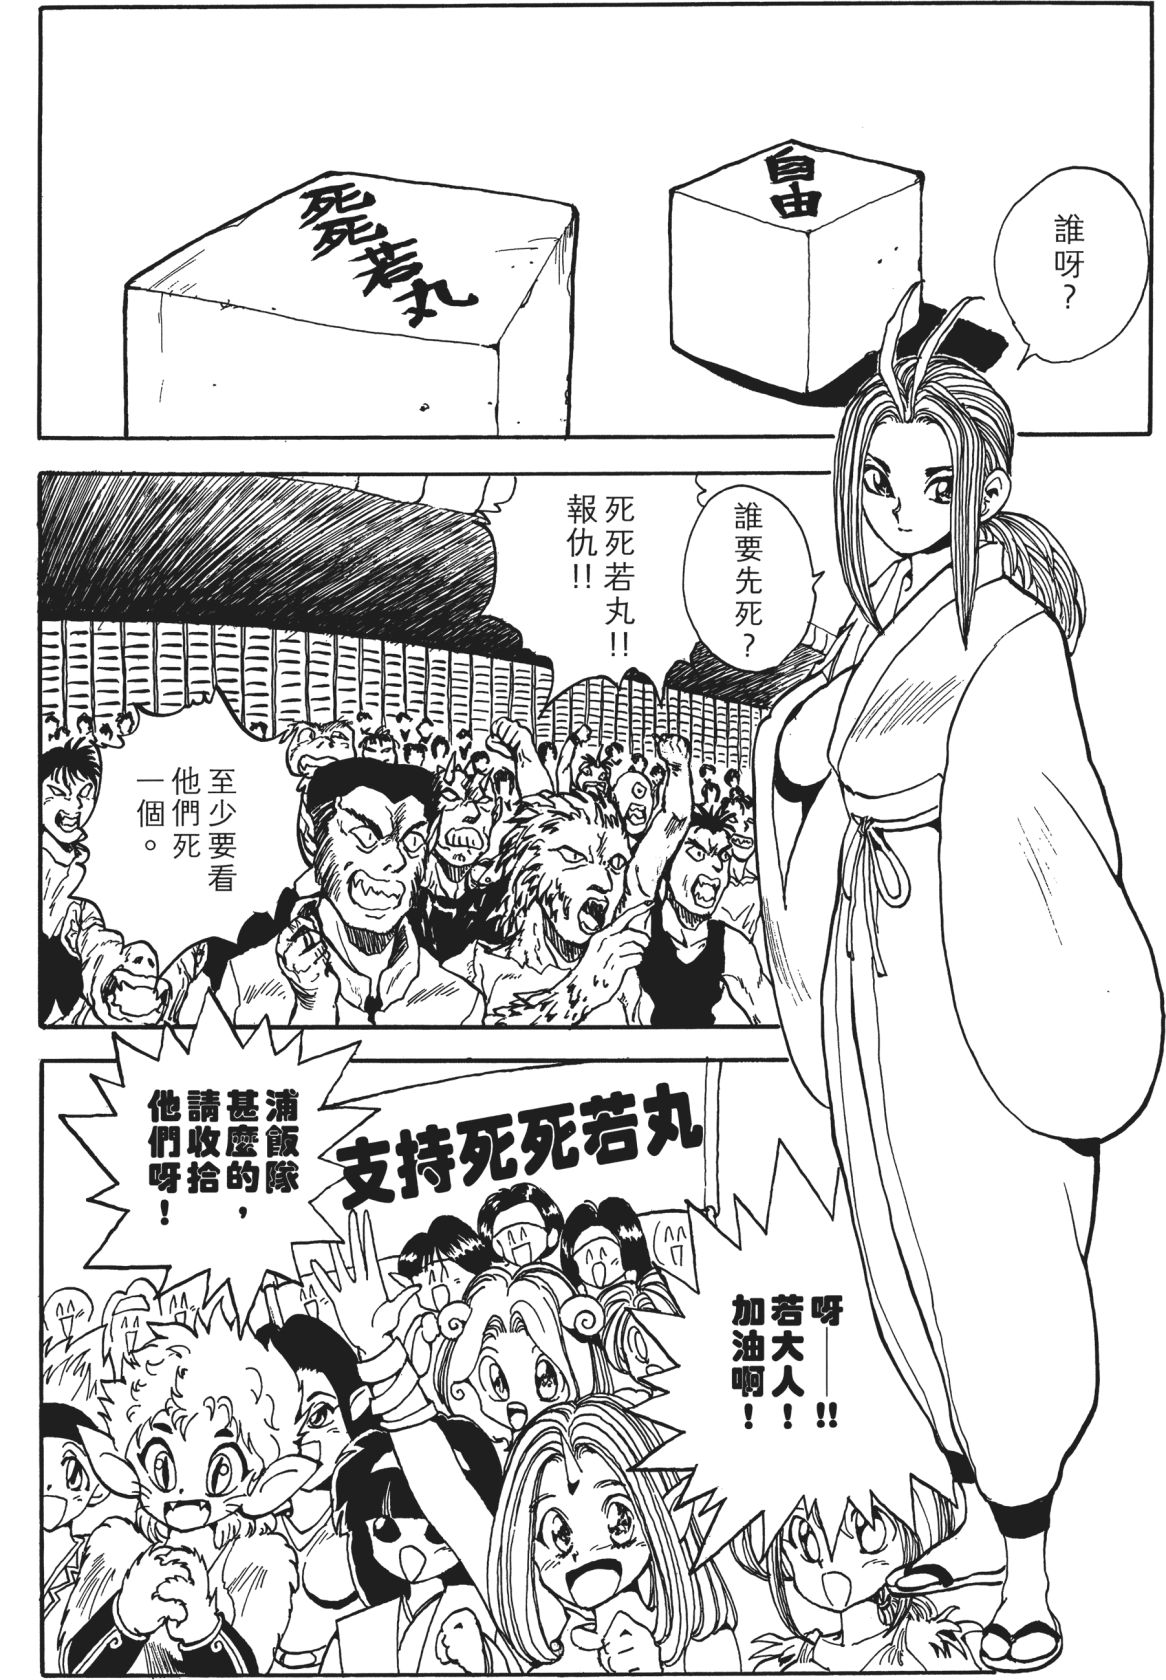 誰呀？
自由
死死若丸
誰要先死？
死死若丸!!
報仇!!
至少要看
他們死
一個。
支持死死若丸
浦飯隊
甚麼的，
請收拾
他們呀！
呀——!!
若大人！
加油啊！